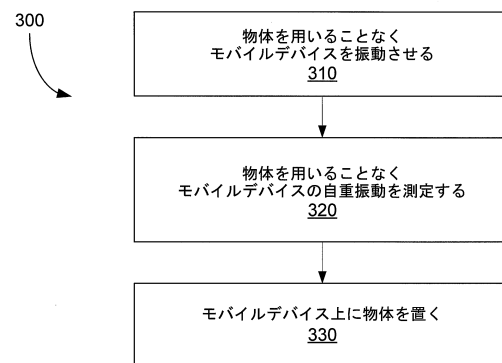 300
物体を用いることなく
モバイルデバイスを振動させる
310
物体を用いることなく
モバイルデバイスの自重振動を測定する
320
モバイルデバイス上に物体を置く
330